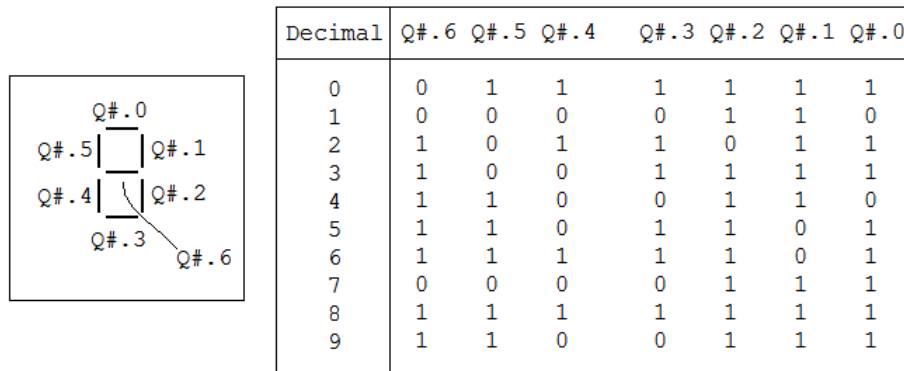 Decimal Q#.6 Q#.5 Q#.4 Q#.3 Q#.2 Q#.1 Q#.0
0 0 1 1 1 1 1 1
1 0 0 0 0 1 1 0
2 1 0 1 1 0 1 1
3 1 0 0 1 1 1 1
4 1 1 0 0 1 1 0
5 1 1 0 1 1 0 1
6 1 1 1 1 1 0 1
7 0 0 0 0 1 1 1
8 1 1 1 1 1 1 1
9 1 1 0 0 1 1 1
Q#.0
Q#.5 Q#.1
Q#.4 Q#.2
Q#.3
Q#.6